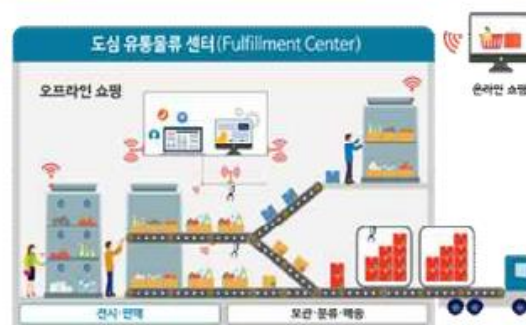 도심 유통물류 센터(Fulfillment Center)
온라인 쇼핑
오프라인 쇼핑
전시·판매
보관·분류·배송